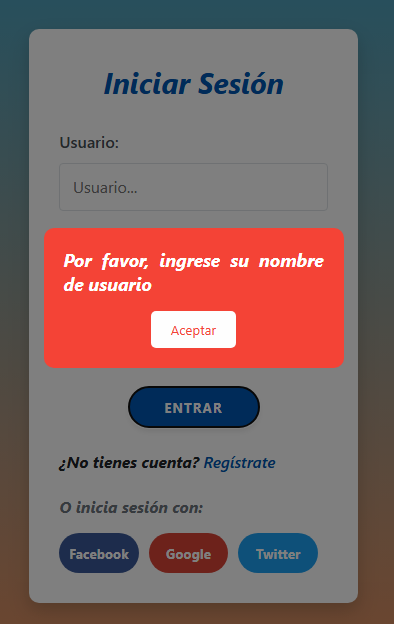 Iniciar Sesión
Usuario:
Usuario...
Por favor, ingrese su nombre
de usuario
Aceptar
ENTRAR
¿No tienes cuenta? Regístrate
O inicia sesión con:
Facebook Google Twitter